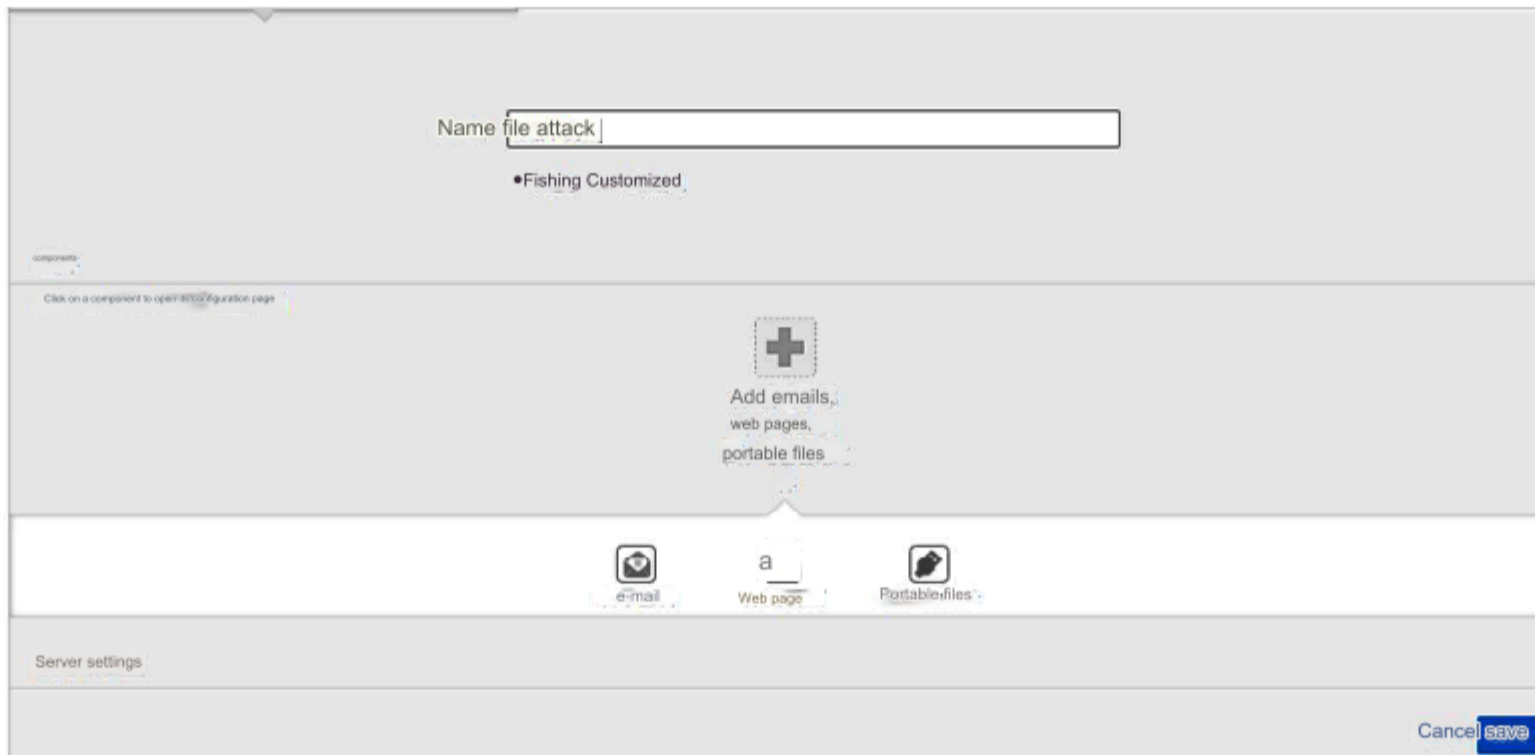 Name file attack
•Fishing Customized
components
Click on a component to open its configuration page
Add emails,
web pages,
portable files
a
e-mail
Web page
Portable files
Server settings
Cancel save